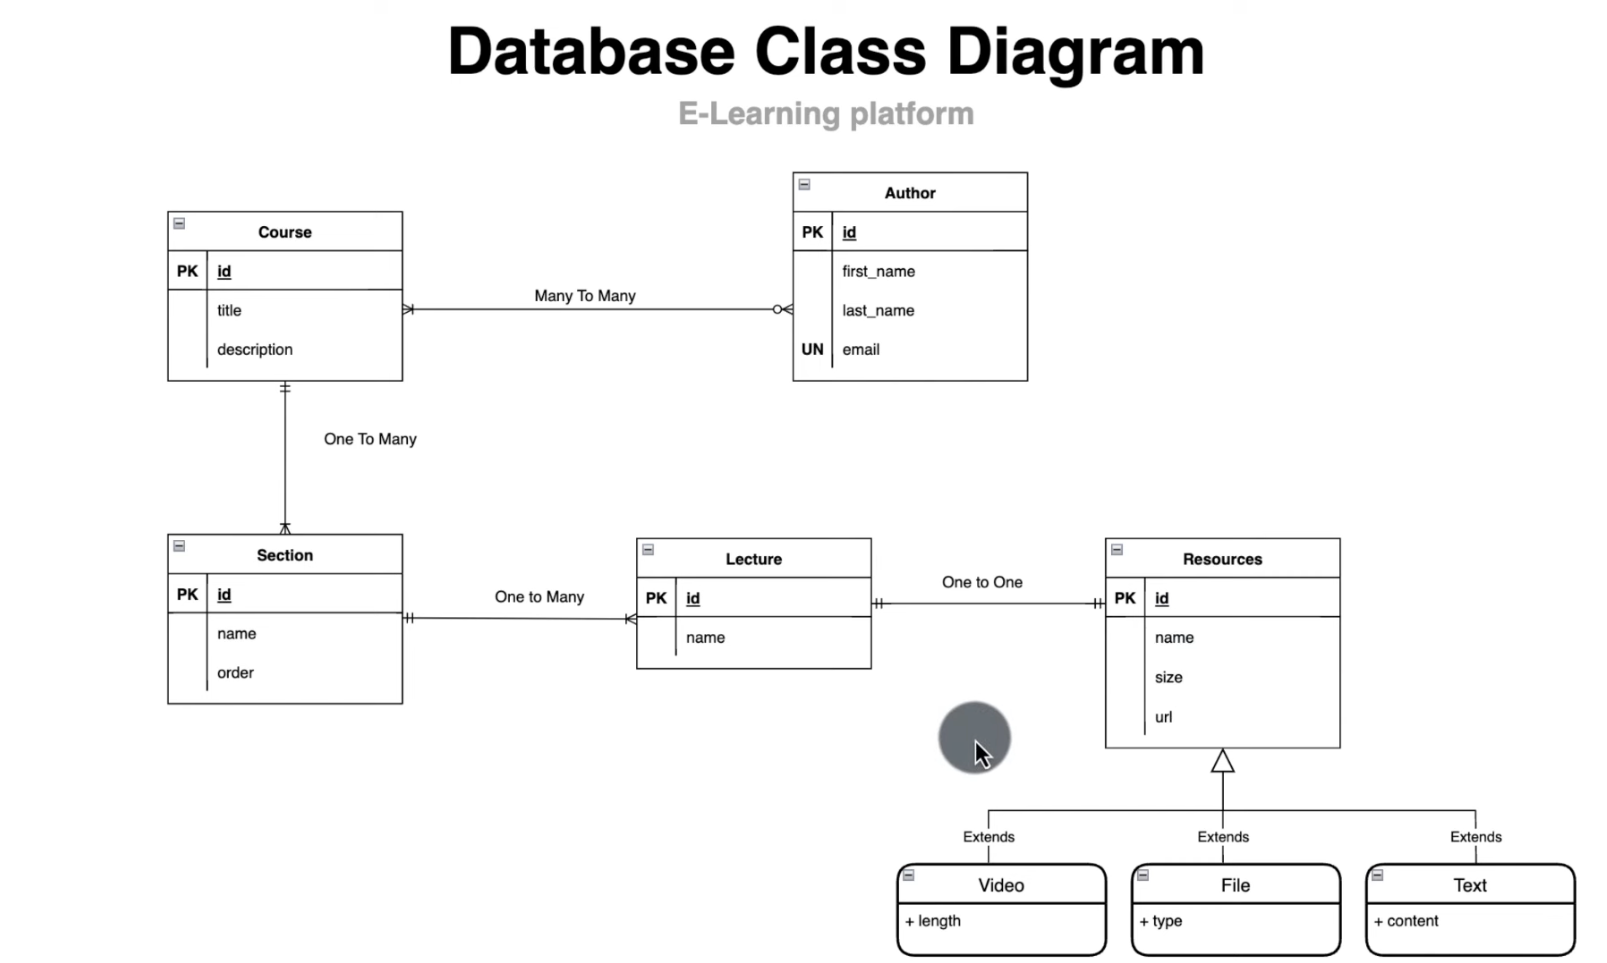 Database Class Diagram
E-Learning platform
Course
PK id
title
description
Many To Many
Author
PK id
first_name
last_name
UN email
One To Many
Section
PK id
name
order
One to Many
Lecture
PK id
name
One to One
Resources
PK id
name
size
url
Extends
Extends
Extends
Video
+ length
File
+ type
Text
+ content